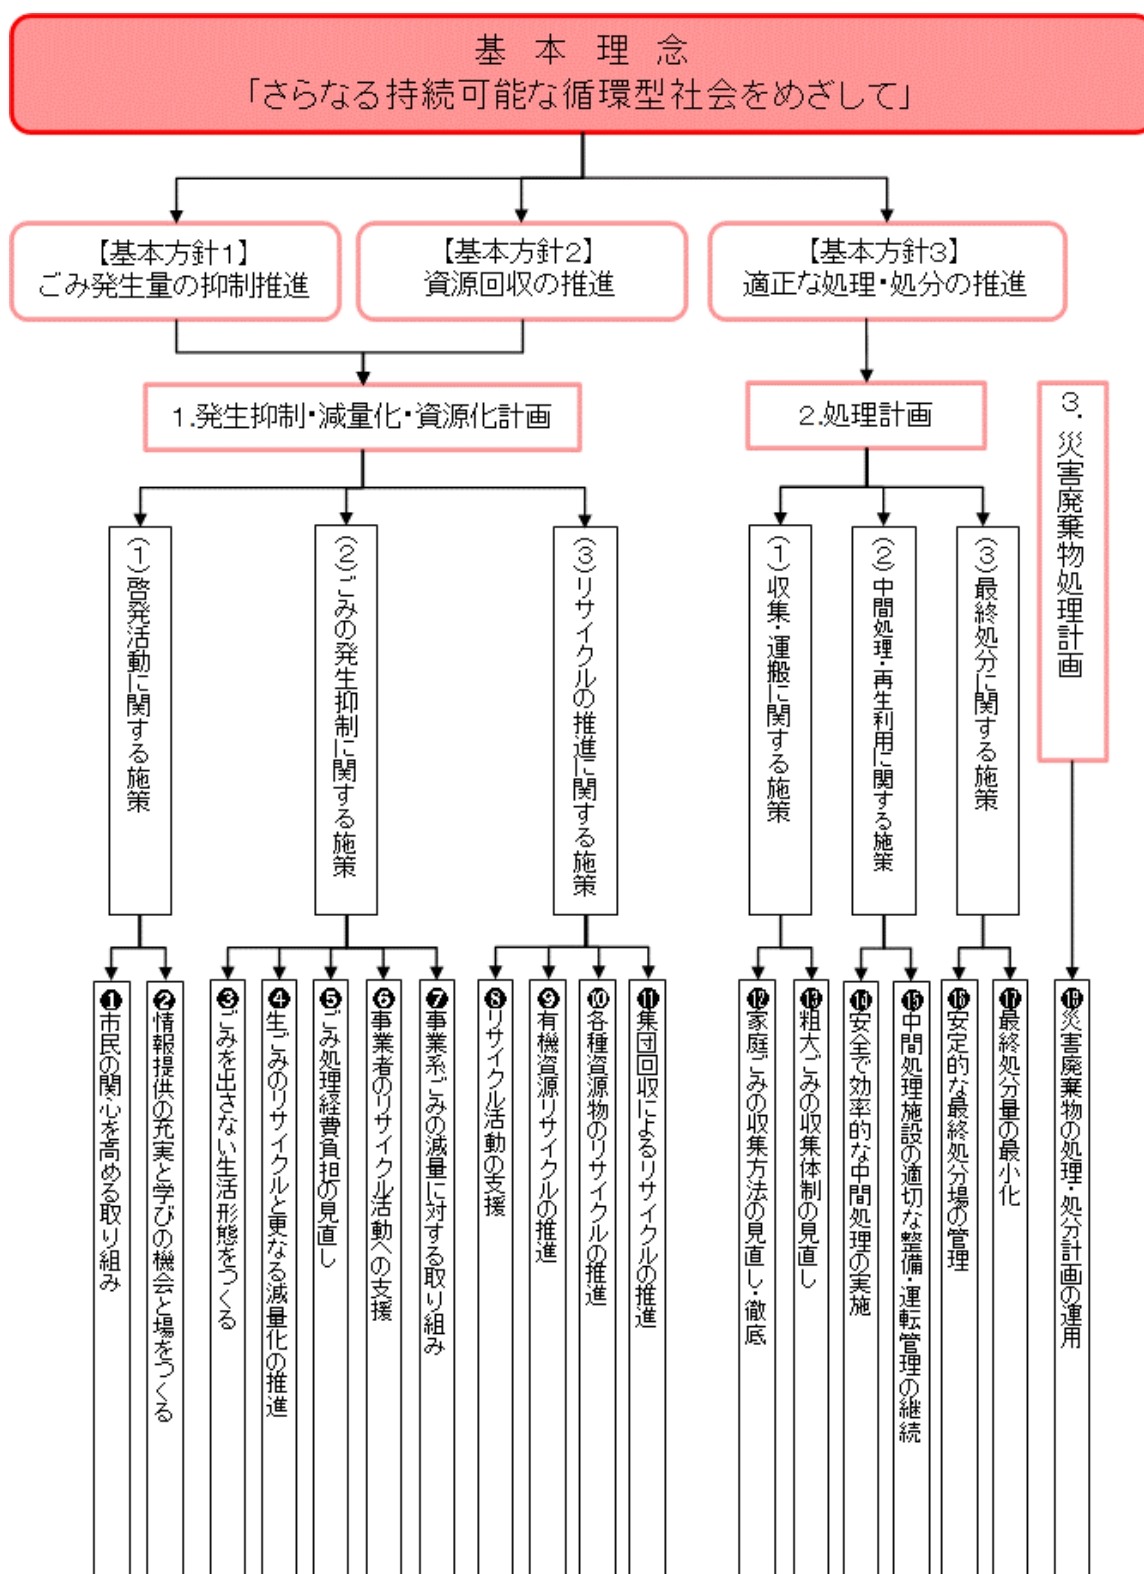 基本理念
「さらなる持続可能な循環型社会をめざして」
【基本方針1】
ごみ発生量の抑制推進
【基本方針2】
資源回収の推進
【基本方針3】
適正な処理・処分の推進
1.発生抑制・減量化・資源化計画
2.処理計画
3.災害廃棄物処理計画
(1)啓発活動に関する施策
(2)ごみの発生抑制に関する施策
(3)リサイクルの推進に関する施策
(1)収集・運搬に関する施策
(2)中間処理・再生利用に関する施策
(3)最終処分に関する施策
❶市民の関心を高める取り組み
❷情報提供の充実と学びの機会と場をつくる
❸ごみを出さない生活形態をつくる
❹生ごみのリサイクルと更なる減量化の推進
❺ごみ処理経費負担の見直し
❻事業者のリサイクル活動への支援
❼事業系ごみの減量に対する取り組み
❽リサイクル活動の支援
❾有機資源リサイクルの推進
❿各種資源物のリサイクルの推進
⓫集団回収によるリサイクルの推進
⓬家庭ごみの収集方法の見直し・徹底
⓭粗大ごみの収集体制の見直し
⓮安全で効率的な中間処理の実施
⓯中間処理施設の適切な整備・運転管理の継続
⓰安定的な最終処分場の管理
⓱最終処分量の最小化
⓳災害廃棄物の処理・処分計画の運用